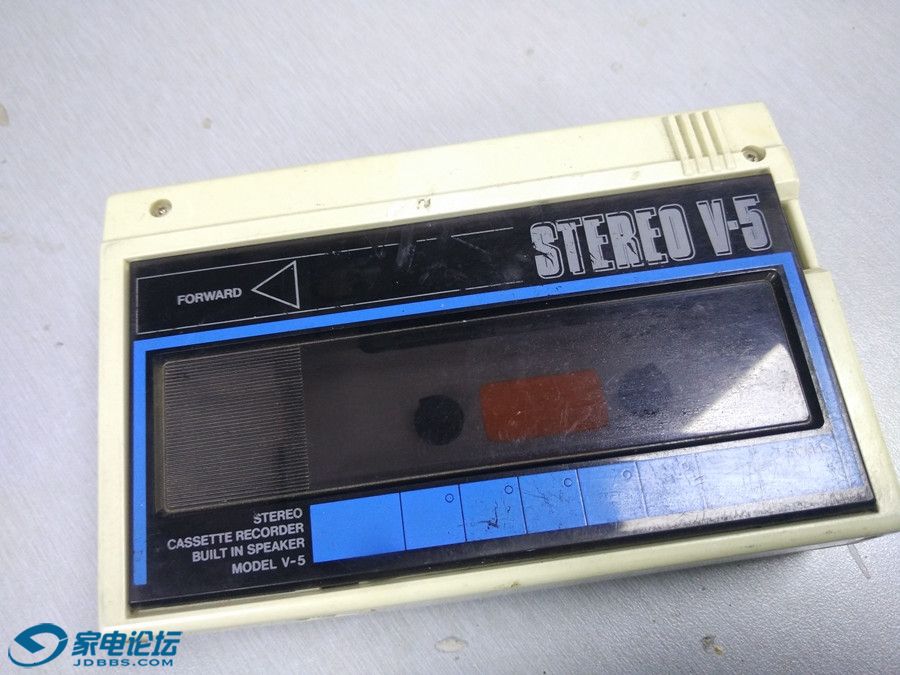 STEREO V-5
FORWARD
STEREO
CASSETTE RECORDER
BUILT IN SPEAKER
MODEL V-5
家电论坛
JDBBS.COM